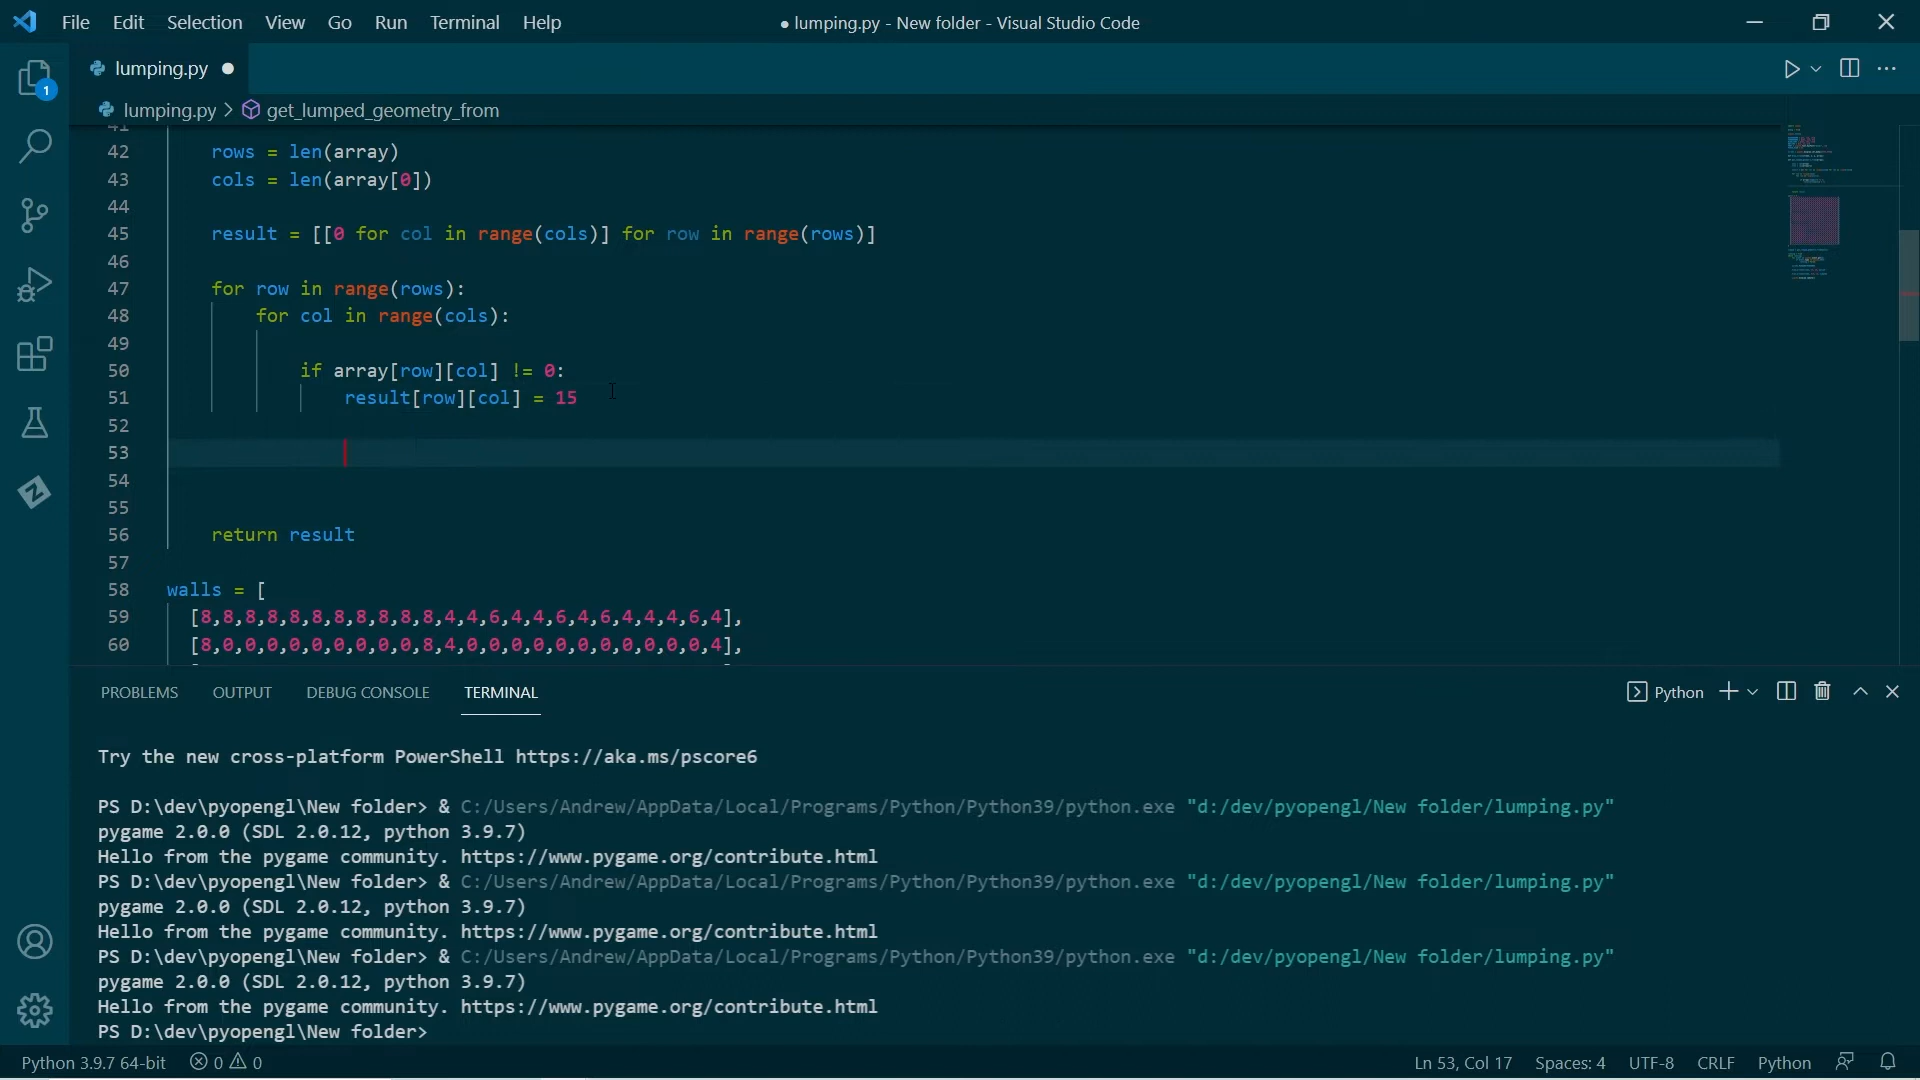 File Edit Selection View Go Run Terminal Help
● lumping.py - New folder - Visual Studio Code
1
lumping.py ●
lumping.py > get_lumped_geometry_from
41
42 rows = len(array)
43 cols = len(array[0])
44
45 result = [[0 for col in range(cols)] for row in range(rows)]
46
47 for row in range(rows):
48 for col in range(cols):
49
50 if array[row][col] != 0:
51 result[row][col] = 15
52
53
54
55
56 return result
57
58 walls = [
59 [8,8,8,8,8,8,8,8,8,8,8,4,4,6,4,4,6,4,6,4,4,4,6,4],
60 [8,0,0,0,0,0,0,0,0,0,8,4,0,0,0,0,0,0,0,0,0,0,0,4],
PROBLEMS OUTPUT DEBUG CONSOLE TERMINAL
Python
Try the new cross-platform PowerShell https://aka.ms/pscore6
PS D:\dev\pyopengl\New folder> & C:/Users/Andrew/AppData/Local/Programs/Python/Python39/python.exe "d:/dev/pyopengl/New folder/lumping.py"
pygame 2.0.0 (SDL 2.0.12, python 3.9.7)
Hello from the pygame community. https://www.pygame.org/contribute.html
PS D:\dev\pyopengl\New folder> & C:/Users/Andrew/AppData/Local/Programs/Python/Python39/python.exe "d:/dev/pyopengl/New folder/lumping.py"
pygame 2.0.0 (SDL 2.0.12, python 3.9.7)
Hello from the pygame community. https://www.pygame.org/contribute.html
PS D:\dev\pyopengl\New folder> & C:/Users/Andrew/AppData/Local/Programs/Python/Python39/python.exe "d:/dev/pyopengl/New folder/lumping.py"
pygame 2.0.0 (SDL 2.0.12, python 3.9.7)
Hello from the pygame community. https://www.pygame.org/contribute.html
PS D:\dev\pyopengl\New folder>
Python 3.9.7 64-bit 0 0 Ln 53, Col 17 Spaces: 4 UTF-8 CRLF Python